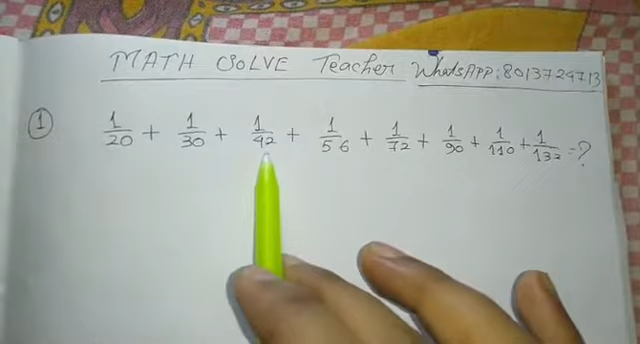 MATH SOLVE Teacher WhatsAPP: 8013729713
① 1/20 + 1/30 + 1/42 + 1/56 + 1/72 + 1/90 + 1/110 + 1/132 = ?